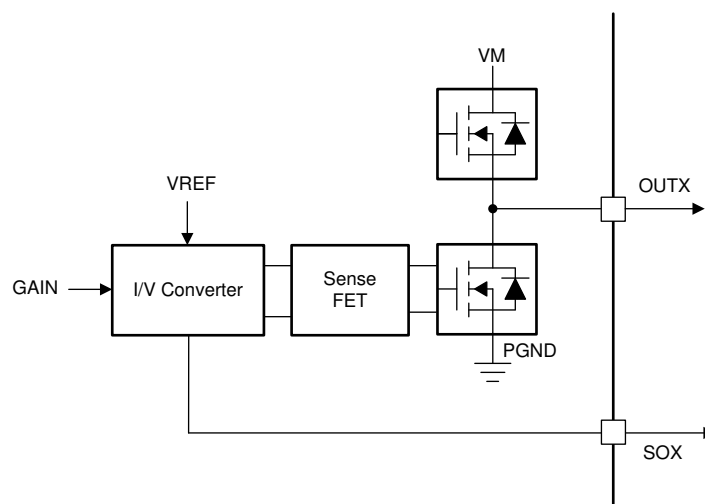 VM
VREF
OUTX
GAIN
I/V Converter
Sense
FET
PGND
SOX